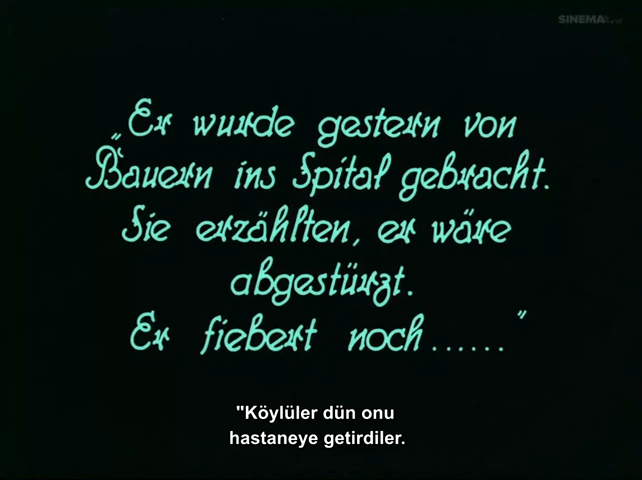 SINEMA
„Er wurde gestern von
Bauern ins Spital gebracht.
Sie erzählten, er wäre
abgestürzt.
Er fiebert noch......"
"Köylüler dün onu
hastaneye getirdiler.